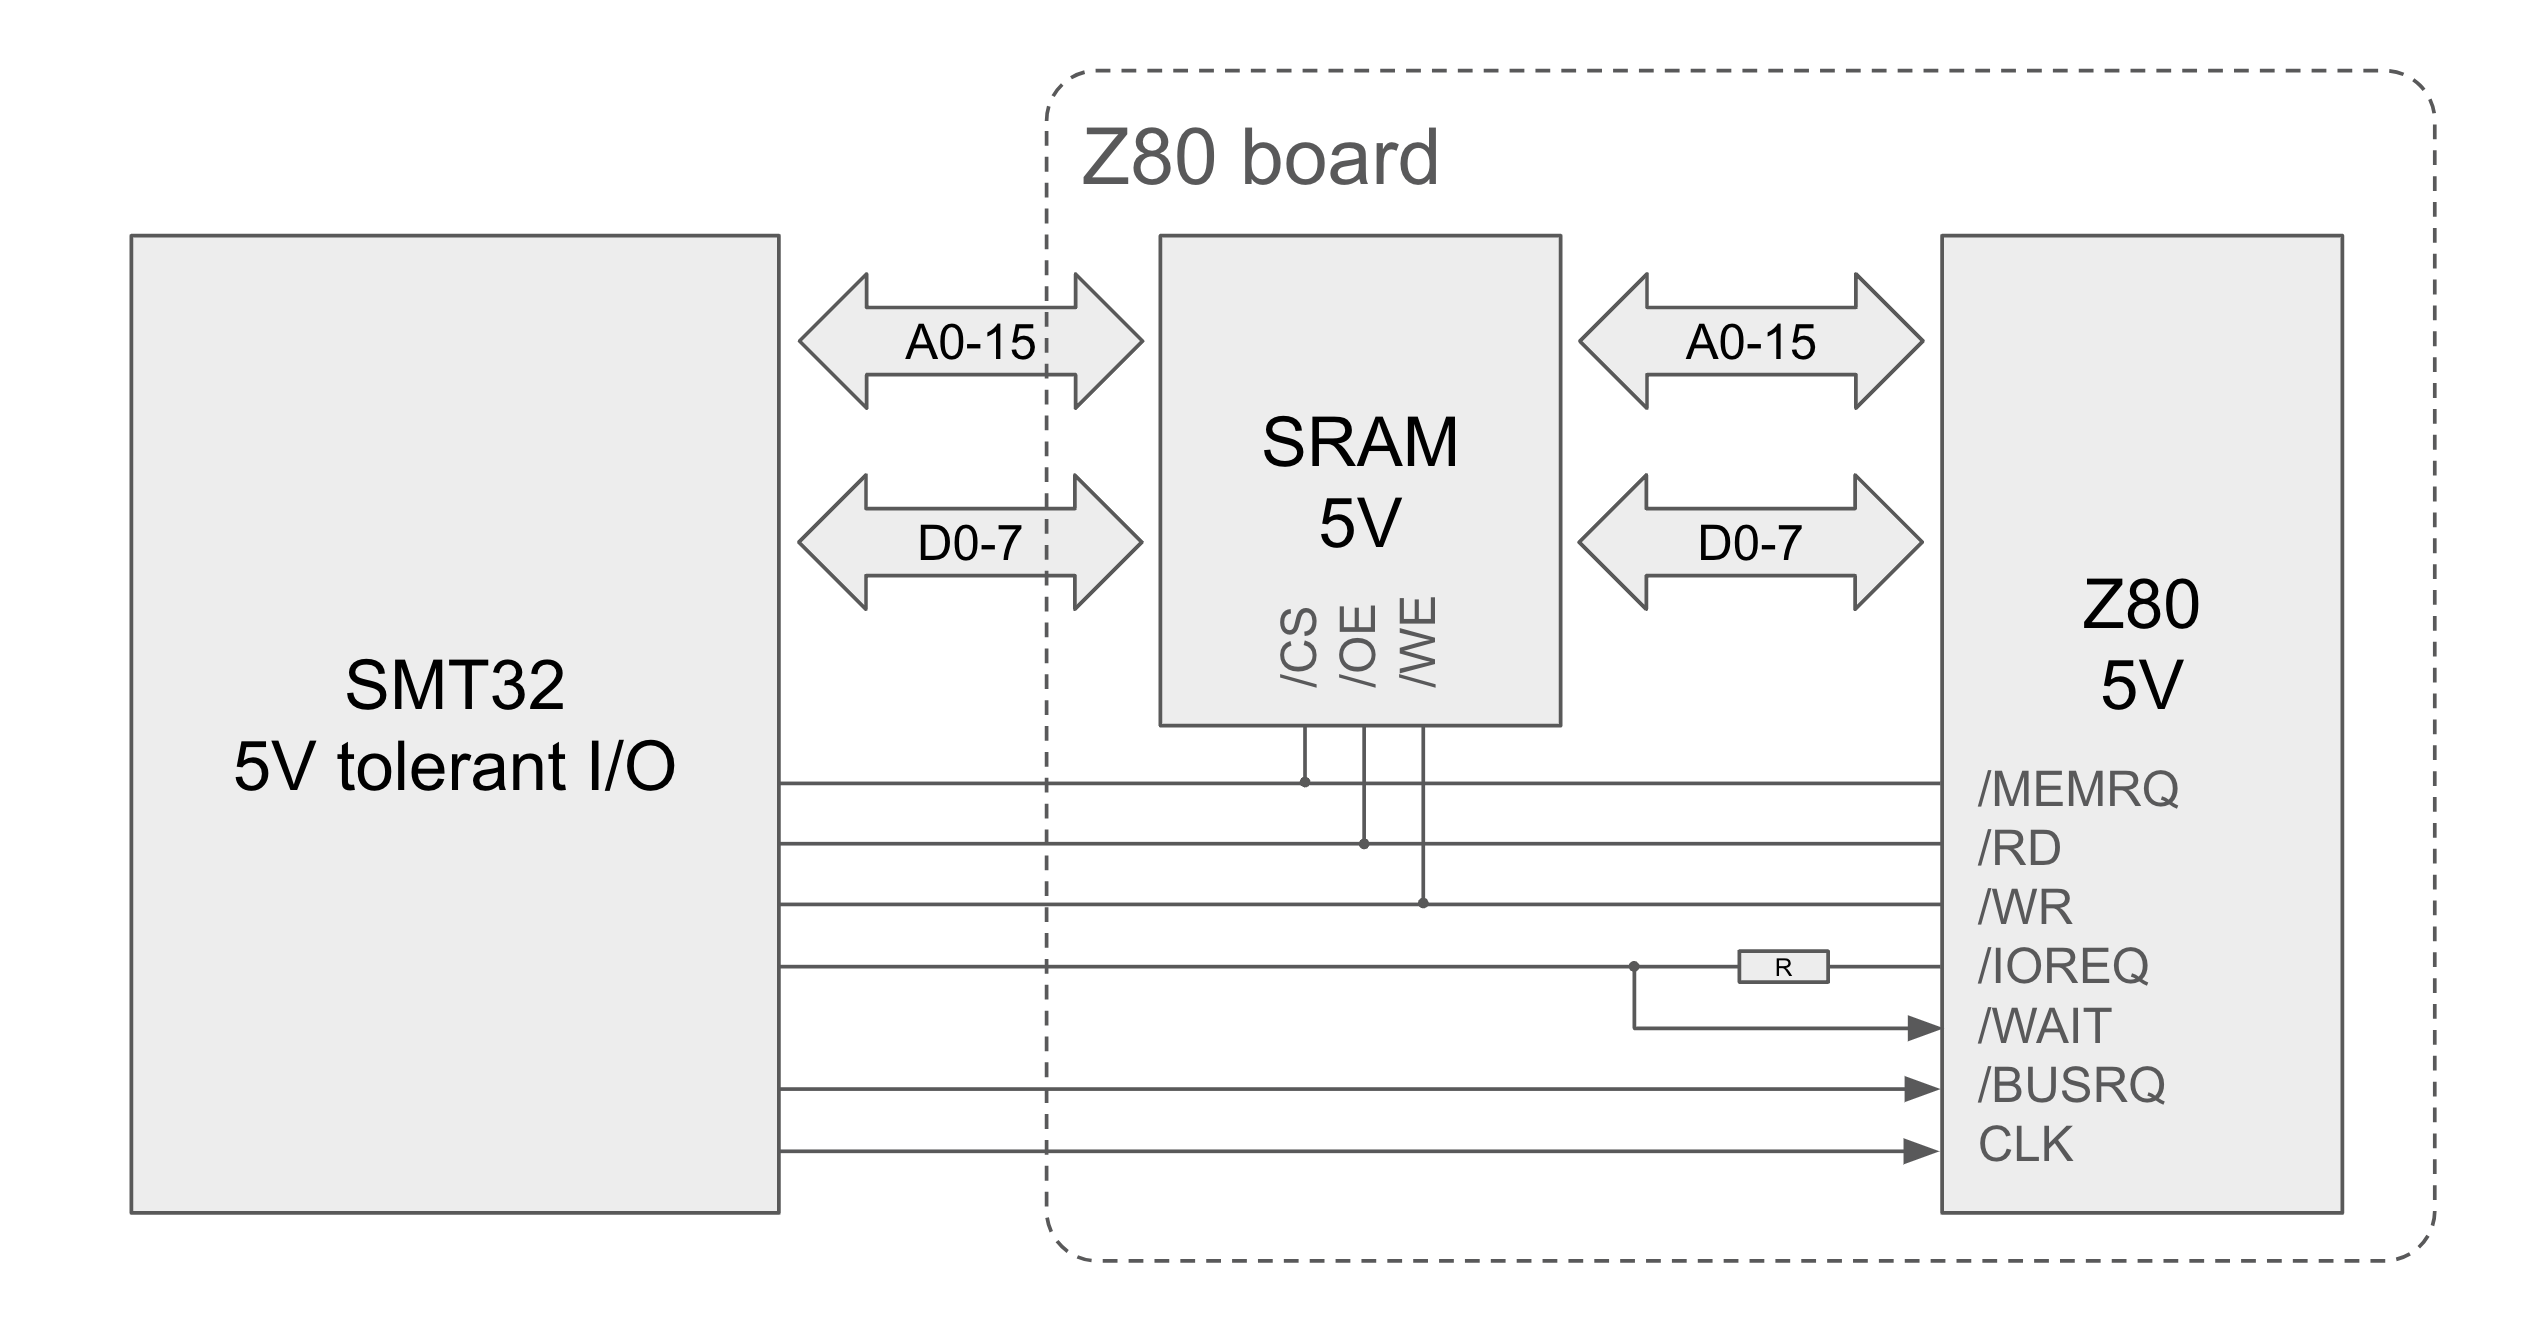 Z80 board
SMT32
5V tolerant I/O
A0-15
D0-7
SRAM
5V
/CS
/OE
/WE
A0-15
D0-7
Z80
5V
/MEMRQ
/RD
/WR
R
/IOREQ
/WAIT
/BUSRQ
CLK